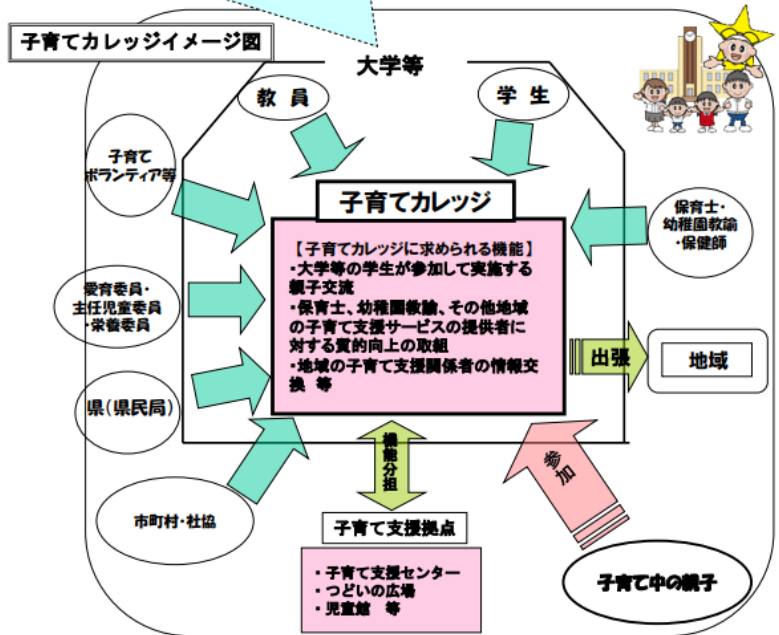 子育てカレッジイメージ図
大学等
教 員
学 生
子育て
ボランティア等
保育士・
幼稚園教諭
・保健師
愛育委員・
主任児童委員
・栄養委員
県(県民局)
市町村・社協
子育てカレッジ
【子育てカレッジに求められる機能】
・大学等の学生が参加して実施する
親子交流
・保育士、幼稚園教諭、その他地域
の子育て支援サービスの提供者に
対する質的向上の取組
・地域の子育て支援関係者の情報交
換 等
出張
地域
機能分担
参加
子育て支援拠点
・子育て支援センター
・つどいの広場
・児童館 等
子育て中の親子